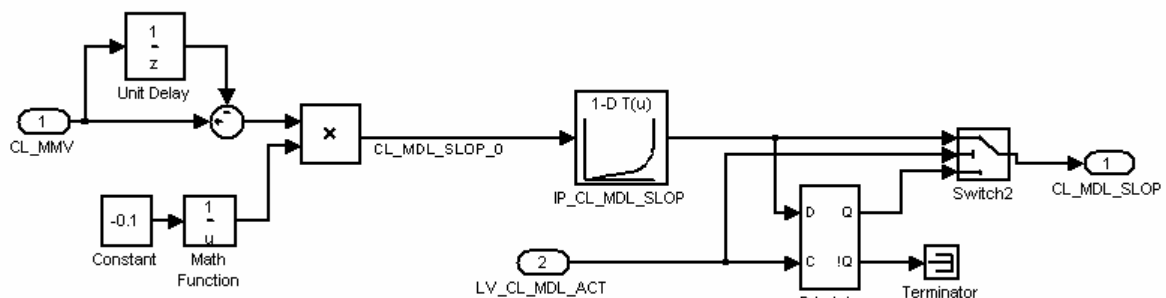 1
z
Unit Delay
1
CL_MMV
-
-
×
CL_MDL_SLOP_0
-0.1
Constant
1
u
Math
Function
1-D T(u)
IP_CL_MDL_SLOP
2
LV_CL_MDL_ACT
D
Q
C
!Q
Terminator
Switch2
1
CL_MDL_SLOP